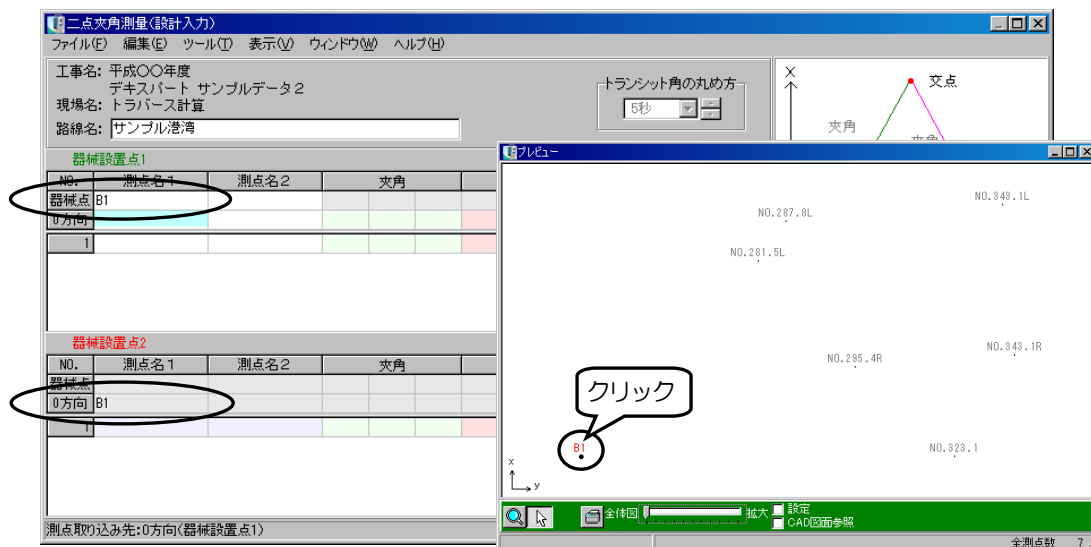 二点夾角測量(設計入力)
ファイル(F) 編集(E) ツール(T) 表示(V) ウィンドウ(W) ヘルプ(H)
工事名: 平成〇〇年度
デキスパート サンプルデータ2
現場名: トラバース計算
路線名: サンプル港湾
トランシット角の丸め方
5秒
X
交点
夾角
夾角
器械設置点1
NO. 測点名1 測点名2 夾角
器械点 B1
0方向
1
器械設置点2
NO. 測点名1 測点名2 夾角
器械点
0方向 B1
1
測点取り込み先:0方向(器械設置点1)
プレビュー
NO.343.1L
NO.287.8L
NO.281.5L
NO.343.1R
NO.295.4R
クリック
B1
NO.323.1
x
y
全体図 拡大 設定
CAD図面参照
全測点数 7